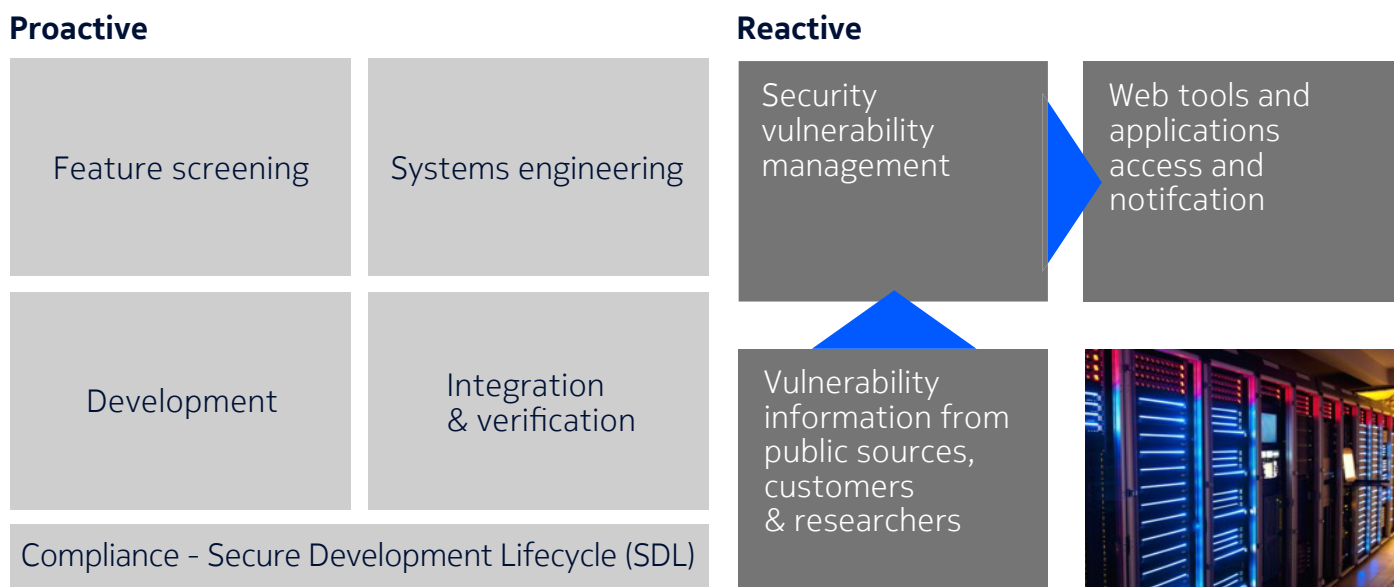 Proactive
Feature screening
Systems engineering
Development
Integration
& verification
Compliance - Secure Development Lifecycle (SDL)
Reactive
Security
vulnerability
management
Web tools and
applications
access and
notifcation
Vulnerability
information from
public sources,
customers
& researchers